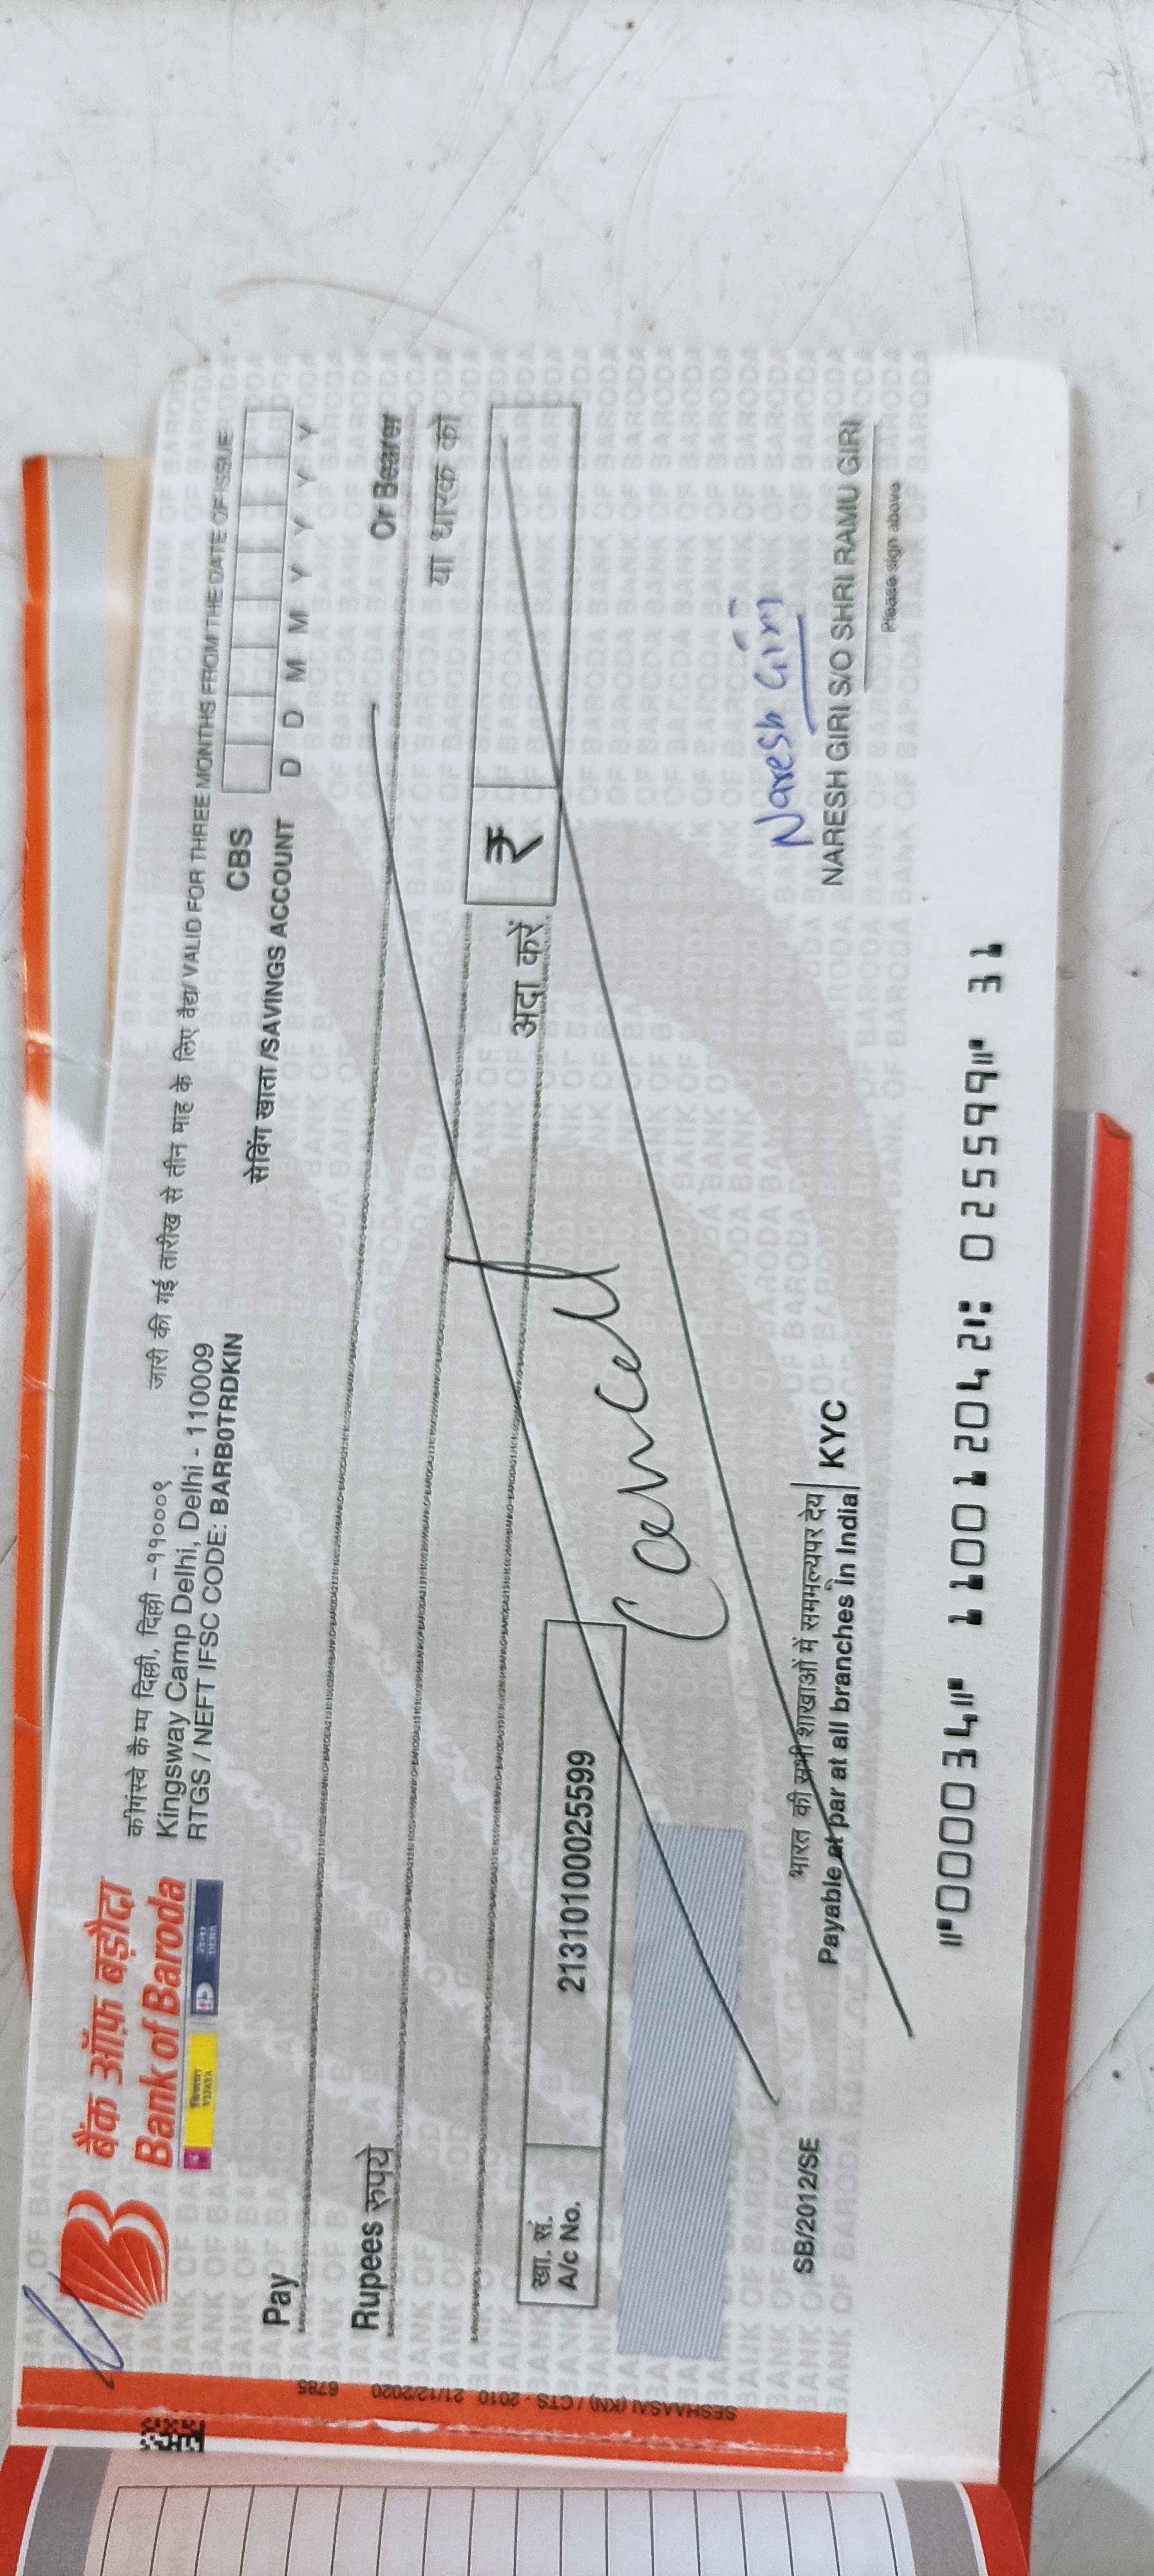 बैंक ऑफ़ बड़ौदा
Bank of Baroda
विजया
VIJAYA
कींगस्वे कैम्प दिल्ली, दिल्ली -११०००९
Kingsway Camp Delhi, Delhi - 110009
RTGS / NEFT IFSC CODE: BARB0TRDKIN
जारी की गई तारीख से तीन माह के लिए वैद्य/ VALID FOR THREE MONTHS FROM THE DATE OF ISSUE
CBS
सेविंग खाता /SAVINGS ACCOUNT
D D M M Y Y Y Y
Pay
Or Bearer
Rupees रुपये
या धारक को
अदा करें
₹
खा. सं.
A/c No.
21310100025599
Cancel
Naresh Giri
SB/2012/SE
भारत की सभी शाखाओं में सममूल्यपर देय
Payable at par at all branches in India
KYC
NARESH GIRI S/O SHRI RAMU GIRI
Please sign above
⑈000034⑈ 110012042⑆ 025599⑈ 31
SESHAASAI (KN) / CTS - 2010 21/12/2020 6785